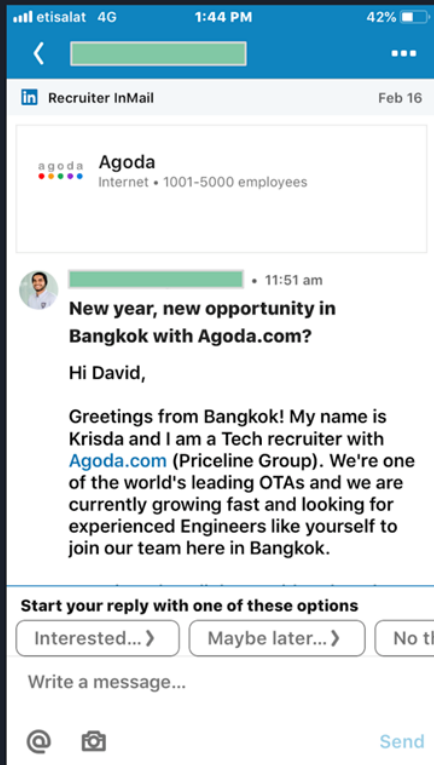 etisalat 4G 1:44 PM 42%
in Recruiter InMail Feb 16
agoda
Agoda
Internet • 1001-5000 employees
• 11:51 am
New year, new opportunity in
Bangkok with Agoda.com?
Hi David,
Greetings from Bangkok! My name is
Krisda and I am a Tech recruiter with
Agoda.com (Priceline Group). We're one
of the world's leading OTAs and we are
currently growing fast and looking for
experienced Engineers like yourself to
join our team here in Bangkok.
Start your reply with one of these options
Interested... Maybe later... No
Write a message...
@ Send